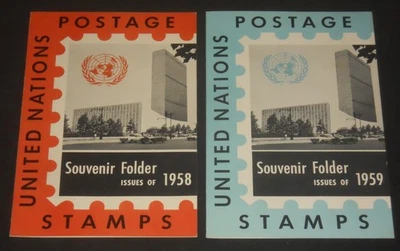 POSTAGE
UNITED NATIONS
Souvenir Folder
ISSUES OF 1958
STAMPS
POSTAGE
UNITED NATIONS
Souvenir Folder
ISSUES OF 1959
STAMPS